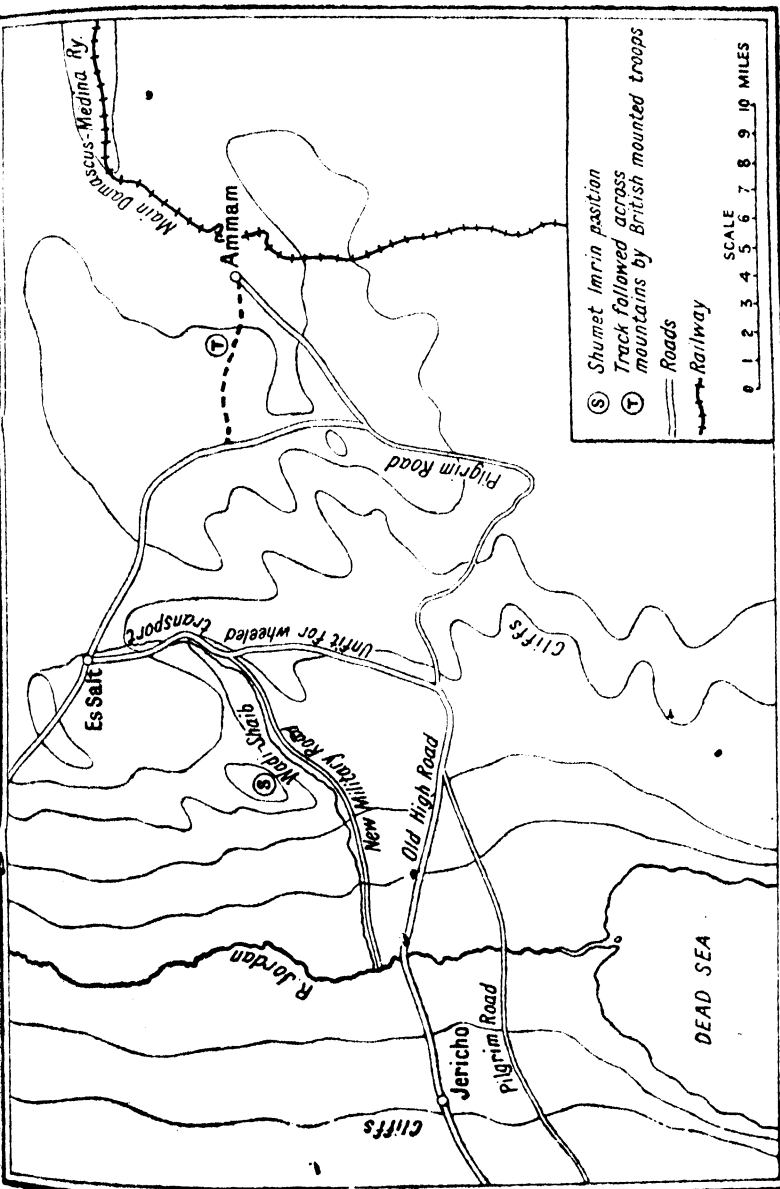 Main Damascus-Medina Ry.
Ammam
T
Es Salt
Unfit for wheeled transport
Pilgrim Road
Wadi-Shaib
S
New Military Road
Old High Road
Cliffs
R. Jordan
Jericho
Pilgrim Road
Cliffs
DEAD SEA
S Shumet Imrin position
T Track followed across
mountains by British mounted troops
Roads
Railway
SCALE
0 1 2 3 4 5 6 7 8 9 10 MILES